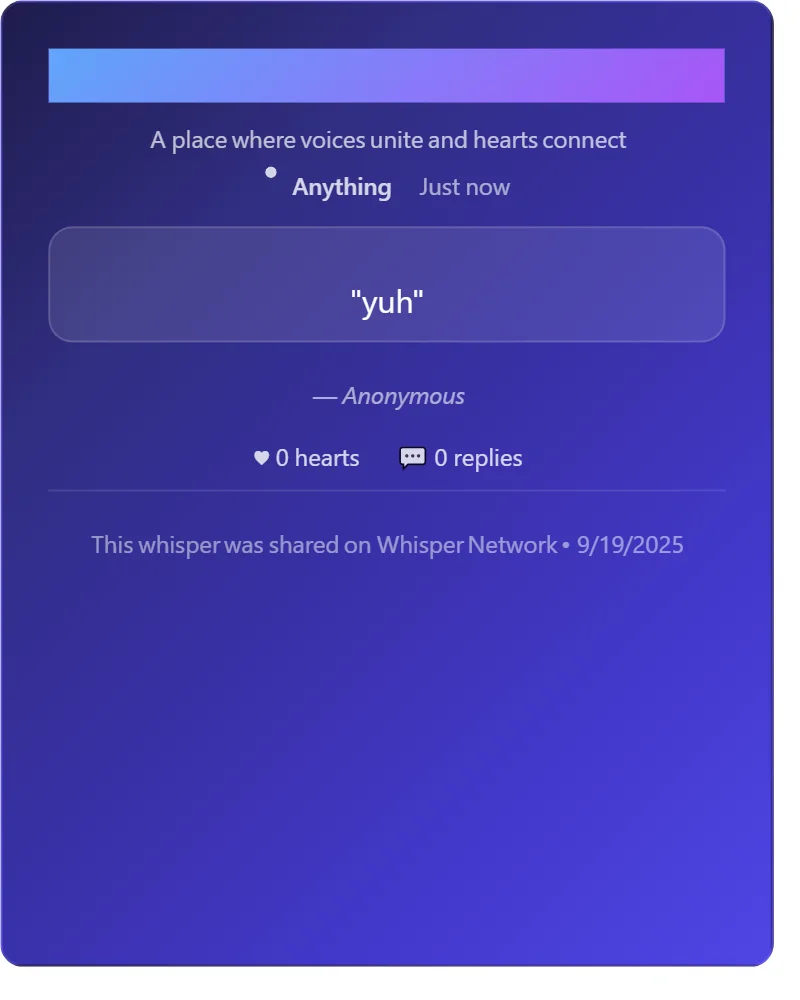 A place where voices unite and hearts connect
• Anything Just now
"yuh"
— Anonymous
♥ 0 hearts 💬 0 replies
This whisper was shared on Whisper Network • 9/19/2025